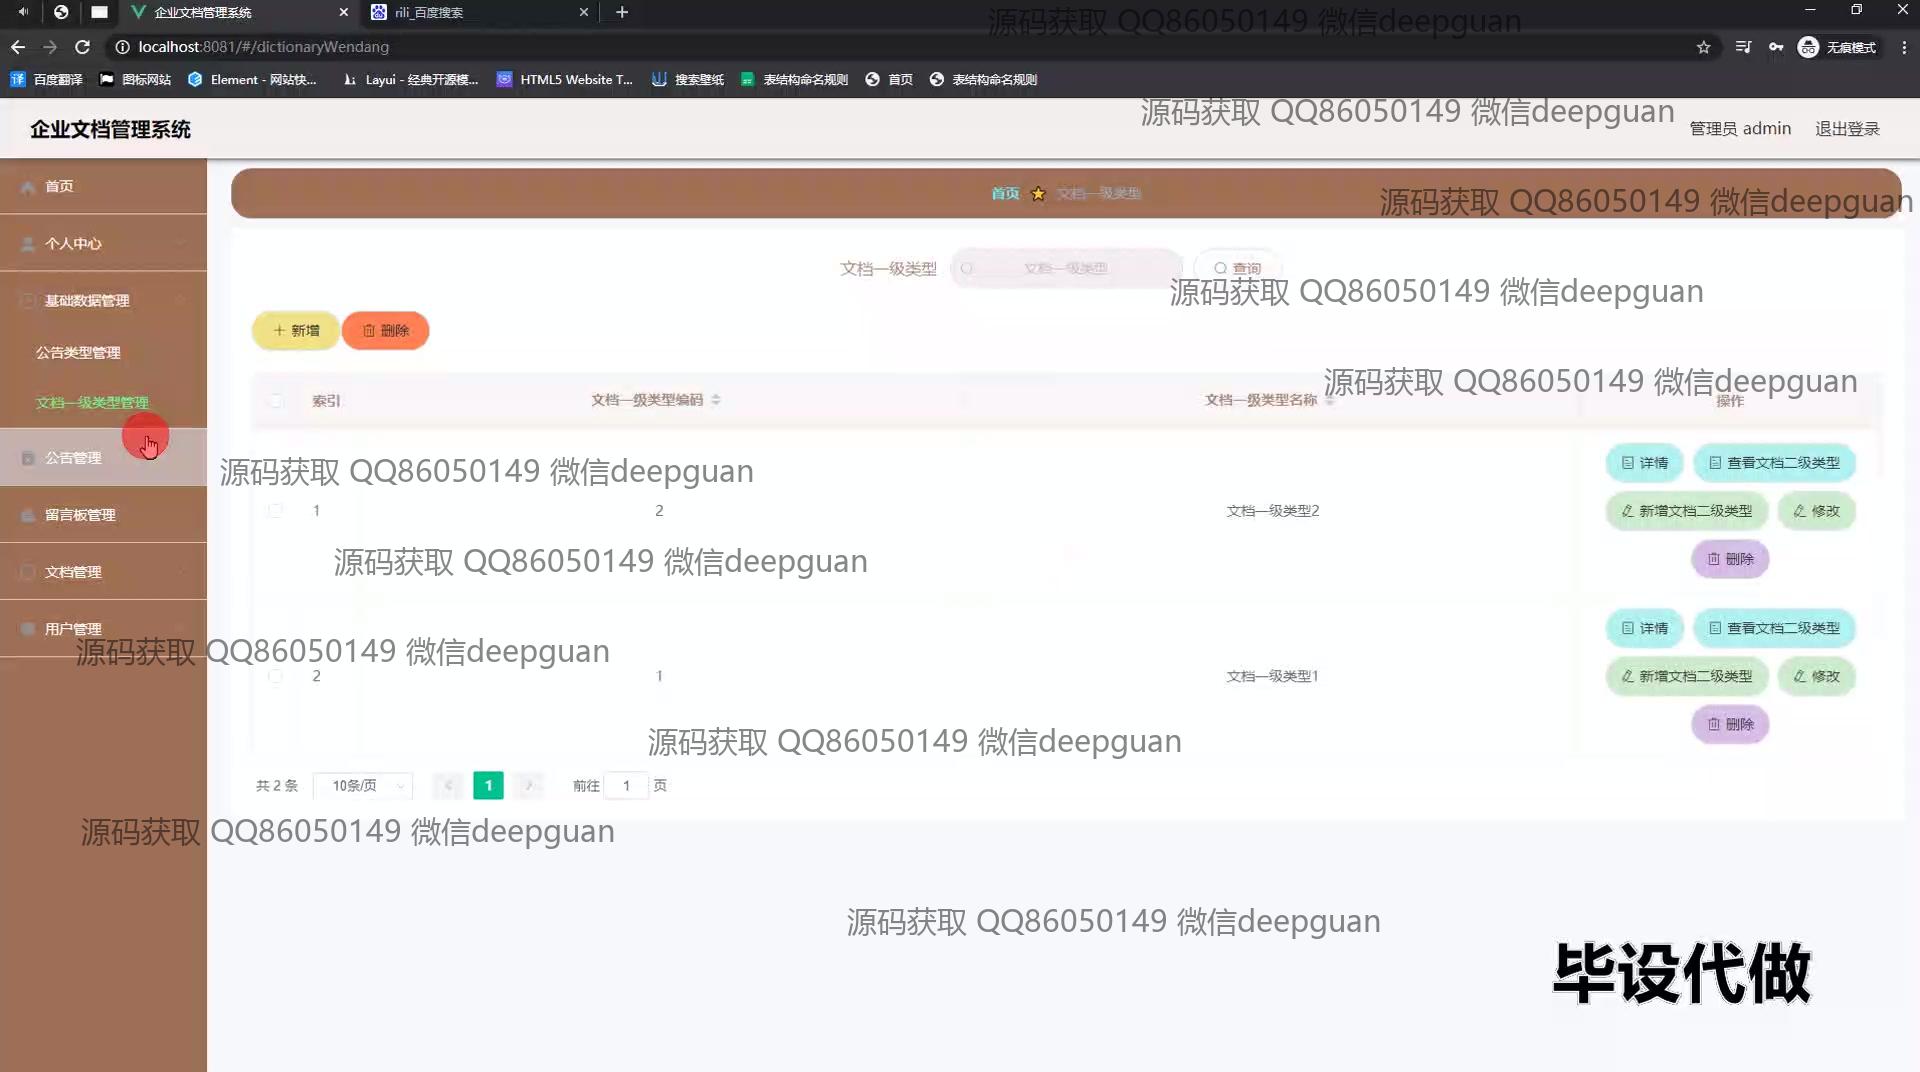 企业文档管理系统
rili_百度搜索
源码获取 QQ86050149 微信deepguan
localhost:8081/#/dictionaryWendang
无痕模式
百度翻译
图标网站
Element - 网站快...
Layui - 经典开源模...
HTML5 Website T...
搜索壁纸
表结构命名规则
首页
表结构命名规则
源码获取 QQ86050149 微信deepguan
企业文档管理系统
管理员 admin
退出登录
首页
首页
文档一级类型
源码获取 QQ86050149 微信deepguan
个人中心
文档一级类型
文档一级类型
查询
源码获取 QQ86050149 微信deepguan
基础数据管理
新增
删除
公告类型管理
源码获取 QQ86050149 微信deepguan
文档一级类型管理
索引
文档一级类型编码
文档一级类型名称
操作
公告管理
源码获取 QQ86050149 微信deepguan
详情
查看文档二级类型
1
2
文档一级类型2
新增文档二级类型
修改
留言板管理
源码获取 QQ86050149 微信deepguan
删除
文档管理
用户管理
详情
查看文档二级类型
源码获取 QQ86050149 微信deepguan
2
1
文档一级类型1
新增文档二级类型
修改
删除
源码获取 QQ86050149 微信deepguan
共 2 条
10条/页
1
前往
1
页
源码获取 QQ86050149 微信deepguan
源码获取 QQ86050149 微信deepguan
毕设代做